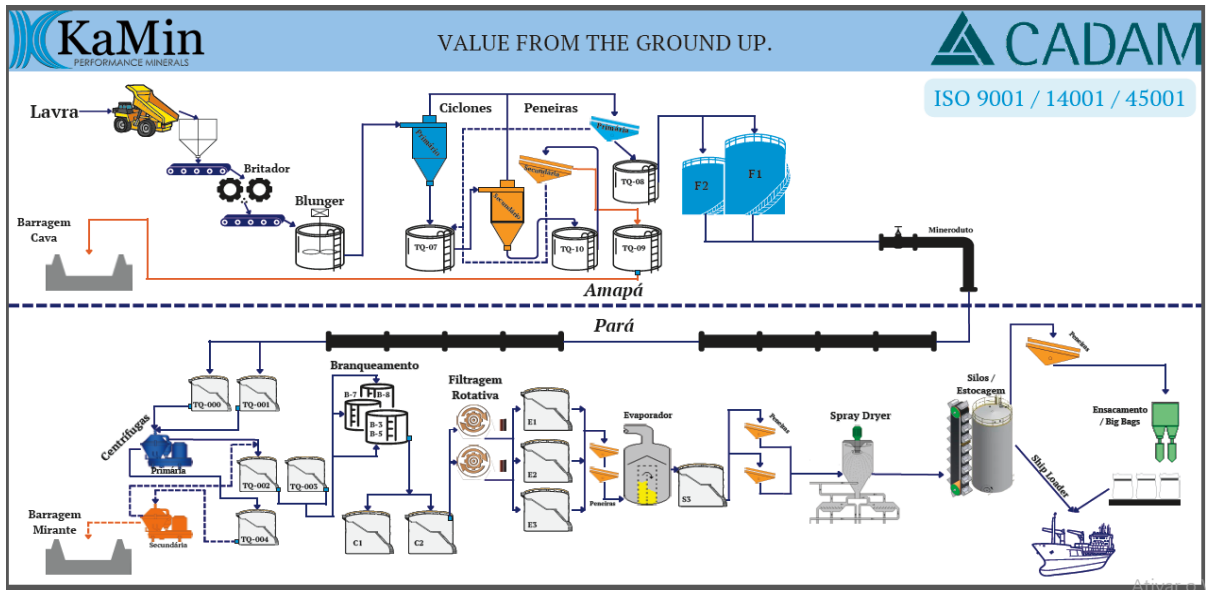 KaMin
PERFORMANCE MINERALS
VALUE FROM THE GROUND UP.
CADAM
ISO 9001 / 14001 / 45001
Lavra
Ciclones
Peneiras
Primário
Primária
Britador
Secundária
TQ-08
F2
F1
Blunger
Secundário
Barragem
Cava
TQ-07
TQ-10
TQ-09
Mineroduto
Amapá
Pará
Branqueamento
Filtragem
Rotativa
Peneiras
Silos /
Estocagem
B-7
B-8
TQ-000
TQ-001
B-3
B-5
E1
Evaporador
Peneiras
Spray Dryer
Ensacamento
/ Big Bags
Centrífugas
Primária
TQ-002
TQ-003
E2
S3
Ship Loader
Peneiras
Barragem
Mirante
Secundária
TQ-004
C1
C2
E3
Ativar o